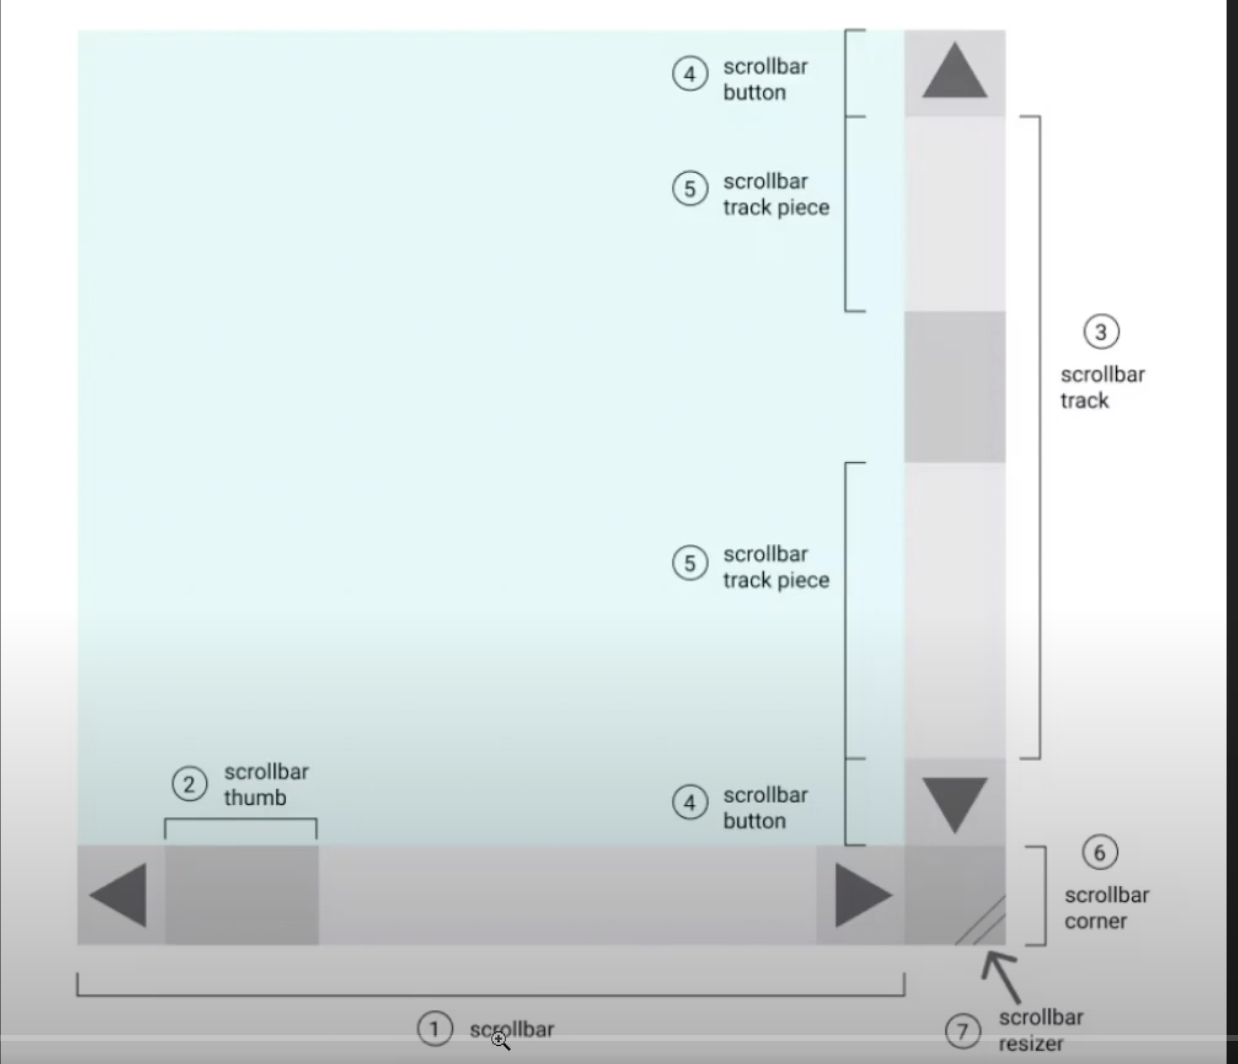 4 scrollbar
button
5 scrollbar
track piece
3
scrollbar
track
5 scrollbar
track piece
2 scrollbar
thumb
4 scrollbar
button
6
scrollbar
corner
1 scrollbar
7 scrollbar
resizer